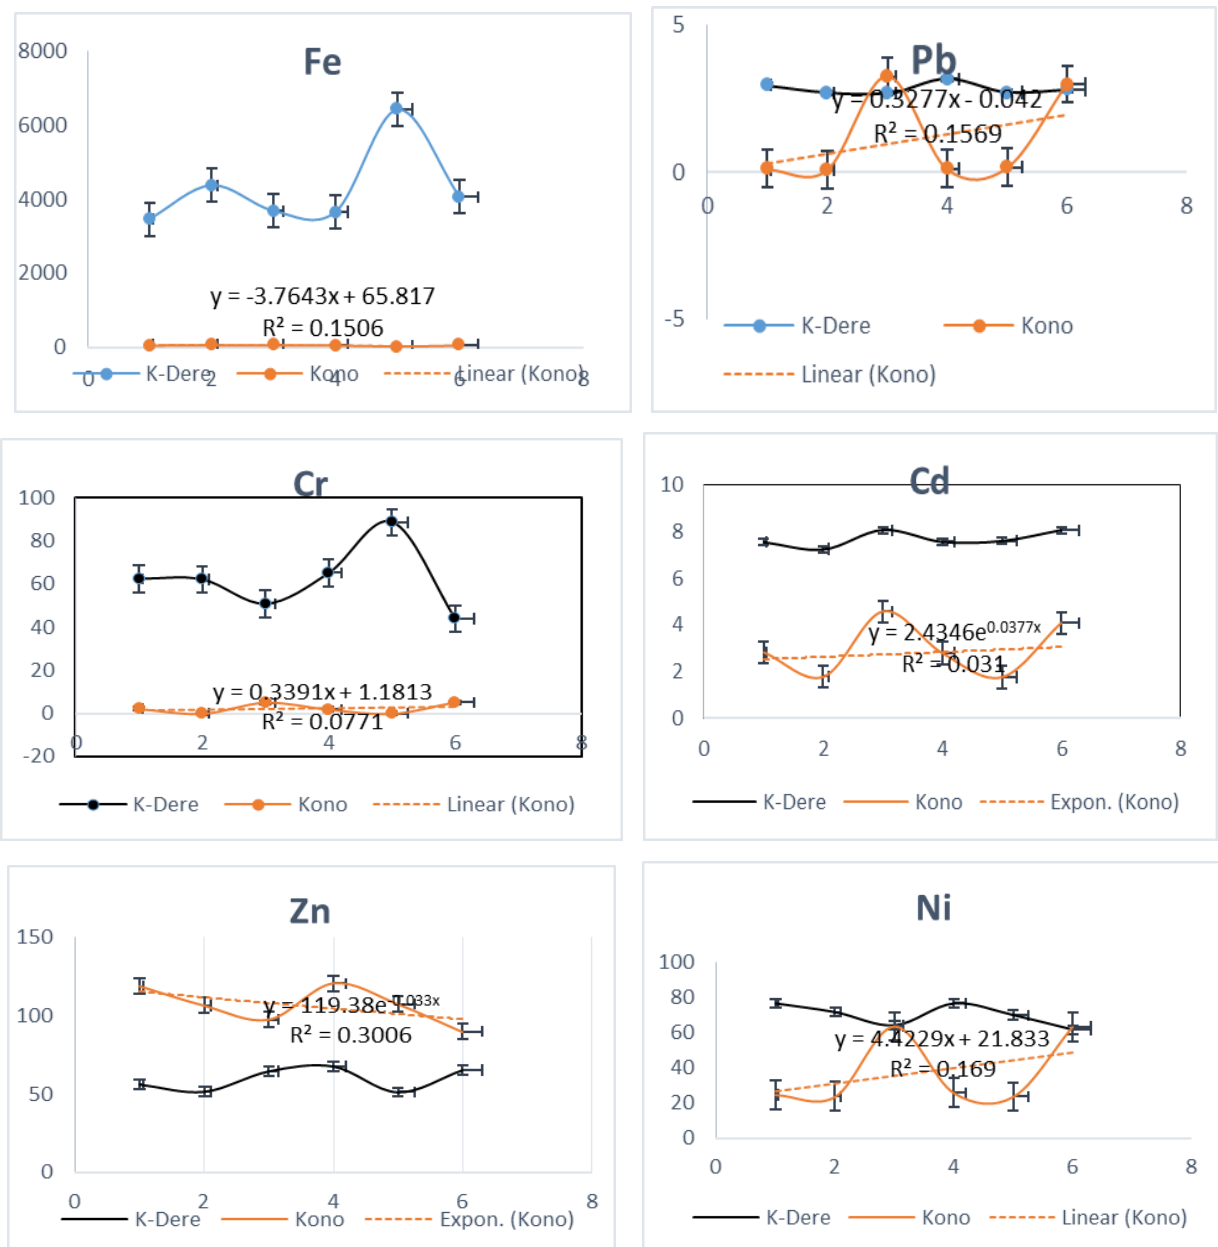 Fe
8000
6000
4000
2000
0
y = -3.7643x + 65.817
R² = 0.1506
0 2 4 6 8
K-Dere Kono Linear (Kono)
Pb
5
0
-5
y = 0.3277x - 0.042
R² = 0.1569
0 2 4 6 8
K-Dere Kono
Linear (Kono)
Cr
100
80
60
40
20
0
-20
y = 0.3391x + 1.1813
R² = 0.0771
0 2 4 6 8
K-Dere Kono Linear (Kono)
Cd
10
8
6
4
2
0
y = 2.4346e^0.0377x
R² = 0.031
0 2 4 6 8
K-Dere Kono Expon. (Kono)
Zn
150
100
50
0
y = 119.38e^-0.033x
R² = 0.3006
0 2 4 6 8
K-Dere Kono Expon. (Kono)
Ni
100
80
60
40
20
0
y = 4.4229x + 21.833
R² = 0.169
0 2 4 6 8
K-Dere Kono Linear (Kono)